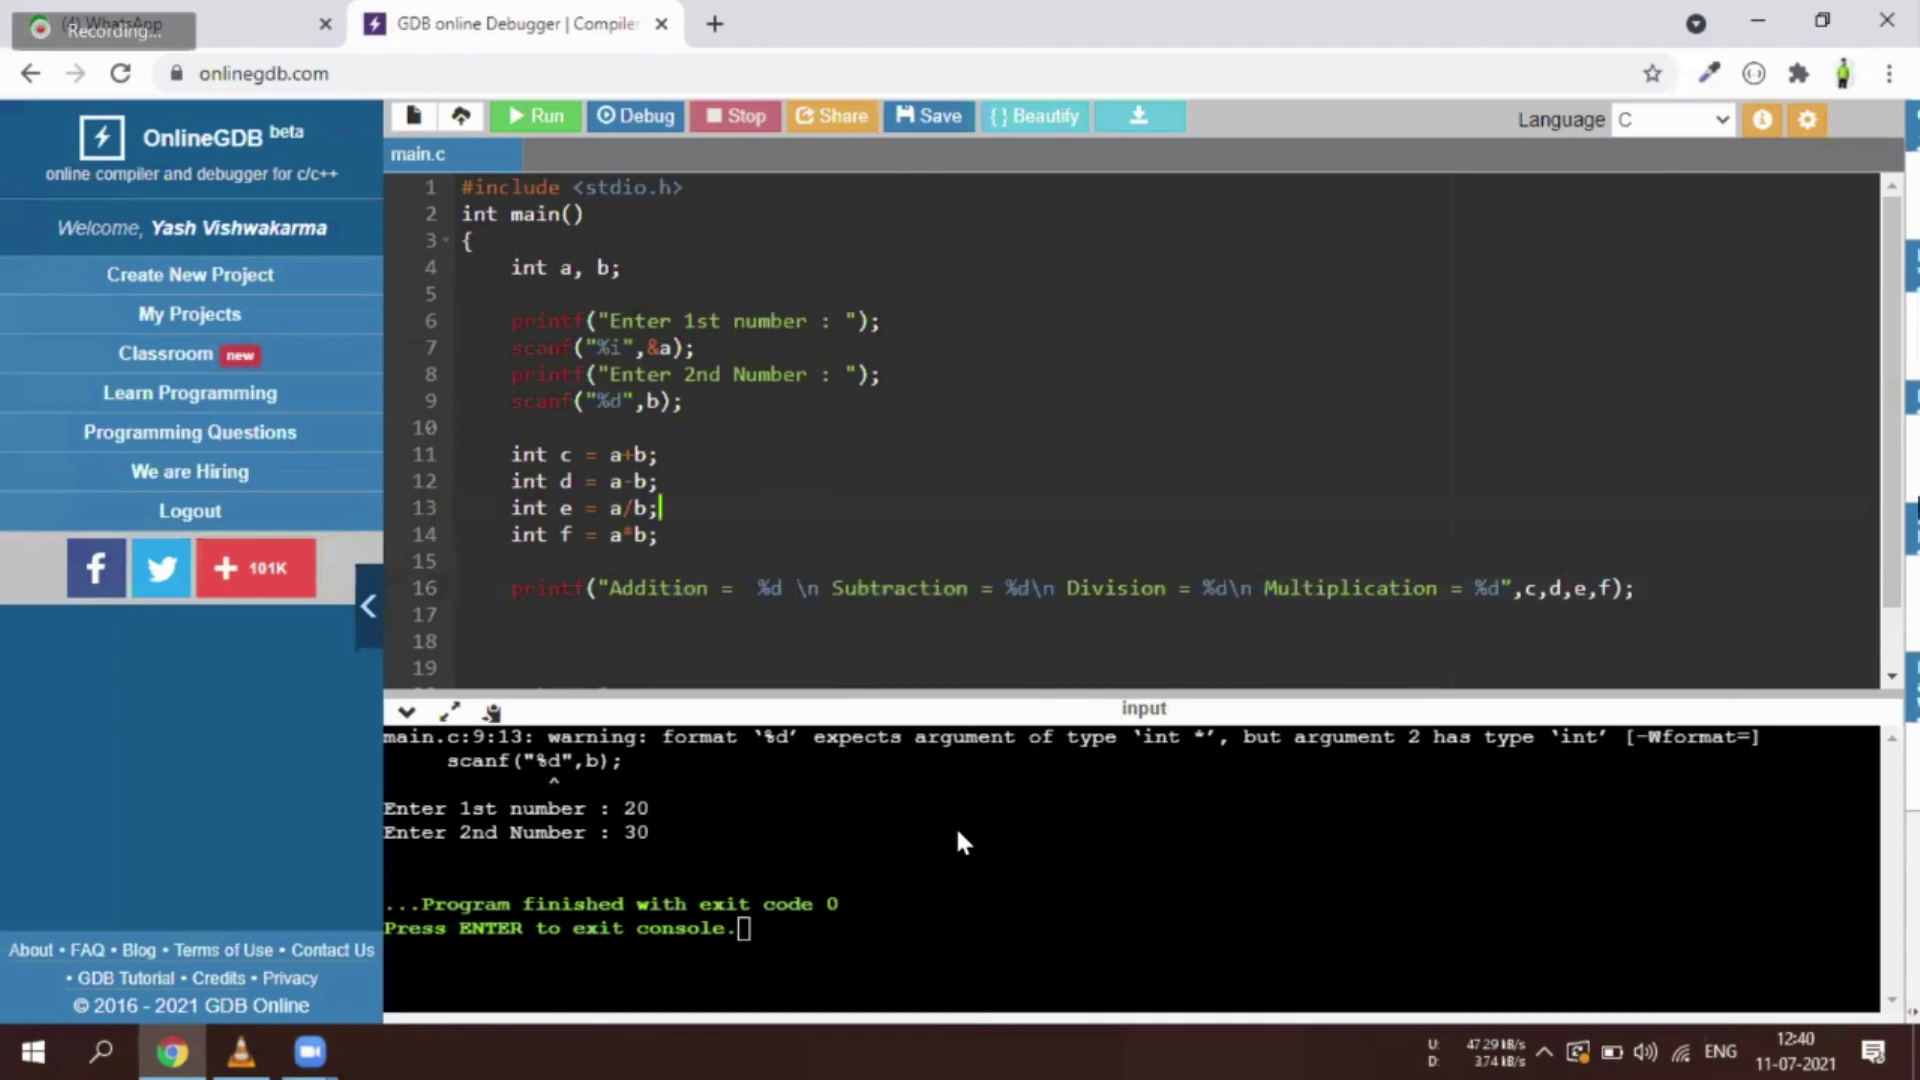 (4) WhatsApp
Recording...
GDB online Debugger | Compiler
onlinegdb.com
OnlineGDB beta
online compiler and debugger for c/c++
Welcome, Yash Vishwakarma
Create New Project
My Projects
Classroom new
Learn Programming
Programming Questions
We are Hiring
Logout
f
+ 101K
About • FAQ • Blog • Terms of Use • Contact Us
• GDB Tutorial • Credits • Privacy
© 2016 - 2021 GDB Online
Run Debug Stop Share Save { } Beautify
Language C
main.c
1 #include <stdio.h>
2 int main()
3 {
4 int a, b;
5
6 printf("Enter 1st number : ");
7 scanf("%i",&a);
8 printf("Enter 2nd Number : ");
9 scanf("%d",b);
10
11 int c = a+b;
12 int d = a-b;
13 int e = a/b;
14 int f = a*b;
15
16 printf("Addition =  %d \n Subtraction = %d\n Division = %d\n Multiplication = %d",c,d,e,f);
17
18
19
input
main.c:9:13: warning: format ‘%d’ expects argument of type ‘int *’, but argument 2 has type ‘int’ [-Wformat=]
scanf("%d",b);
^
Enter 1st number : 20
Enter 2nd Number : 30
...Program finished with exit code 0
Press ENTER to exit console.
U: 47.29 kB/s
D: 3.74 kB/s
ENG
12:40
11-07-2021